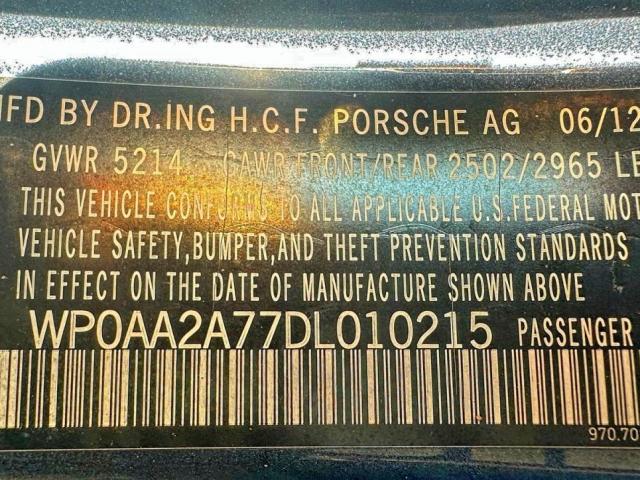 MFD BY DR.ING H.C.F. PORSCHE AG 06/12
GVWR 5214 GAWR FRONT/REAR 2502/2965 LB
THIS VEHICLE CONFORMS TO ALL APPLICABLE U.S.FEDERAL MOT
VEHICLE SAFETY,BUMPER,AND THEFT PREVENTION STANDARDS
IN EFFECT ON THE DATE OF MANUFACTURE SHOWN ABOVE
WP0AA2A77DL010215 PASSENGER
970.70